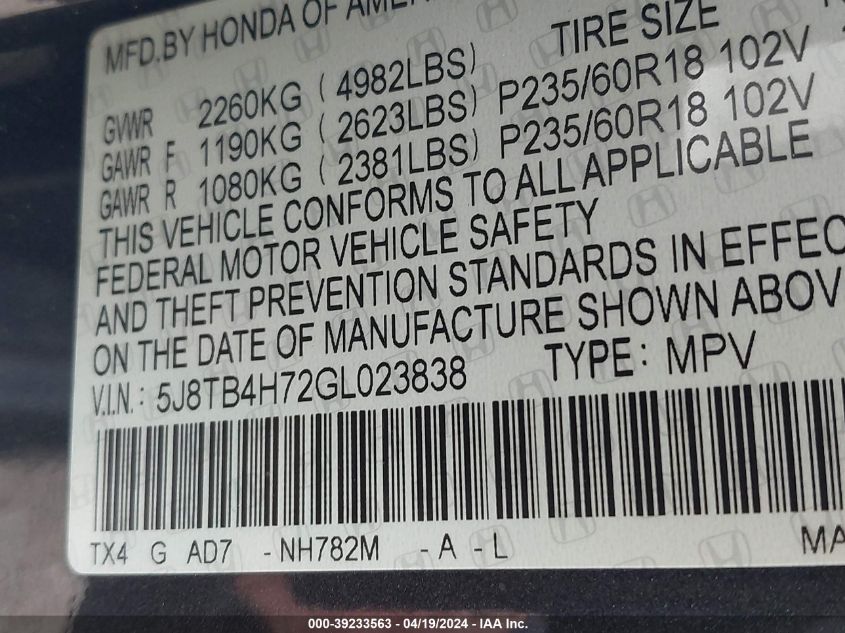 MFD.BY HONDA OF AMER
TIRE SIZE
GVWR 2260KG (4982LBS)
GAWR F 1190KG (2623LBS) P235/60R18 102V
GAWR R 1080KG (2381LBS) P235/60R18 102V
THIS VEHICLE CONFORMS TO ALL APPLICABLE
FEDERAL MOTOR VEHICLE SAFETY
AND THEFT PREVENTION STANDARDS IN EFFEC
ON THE DATE OF MANUFACTURE SHOWN ABOV
V.I.N.: 5J8TB4H72GL023838 TYPE: MPV
TX4 G AD7 -NH782M -A -L MA
000-39233563 - 04/19/2024 - IAA Inc.